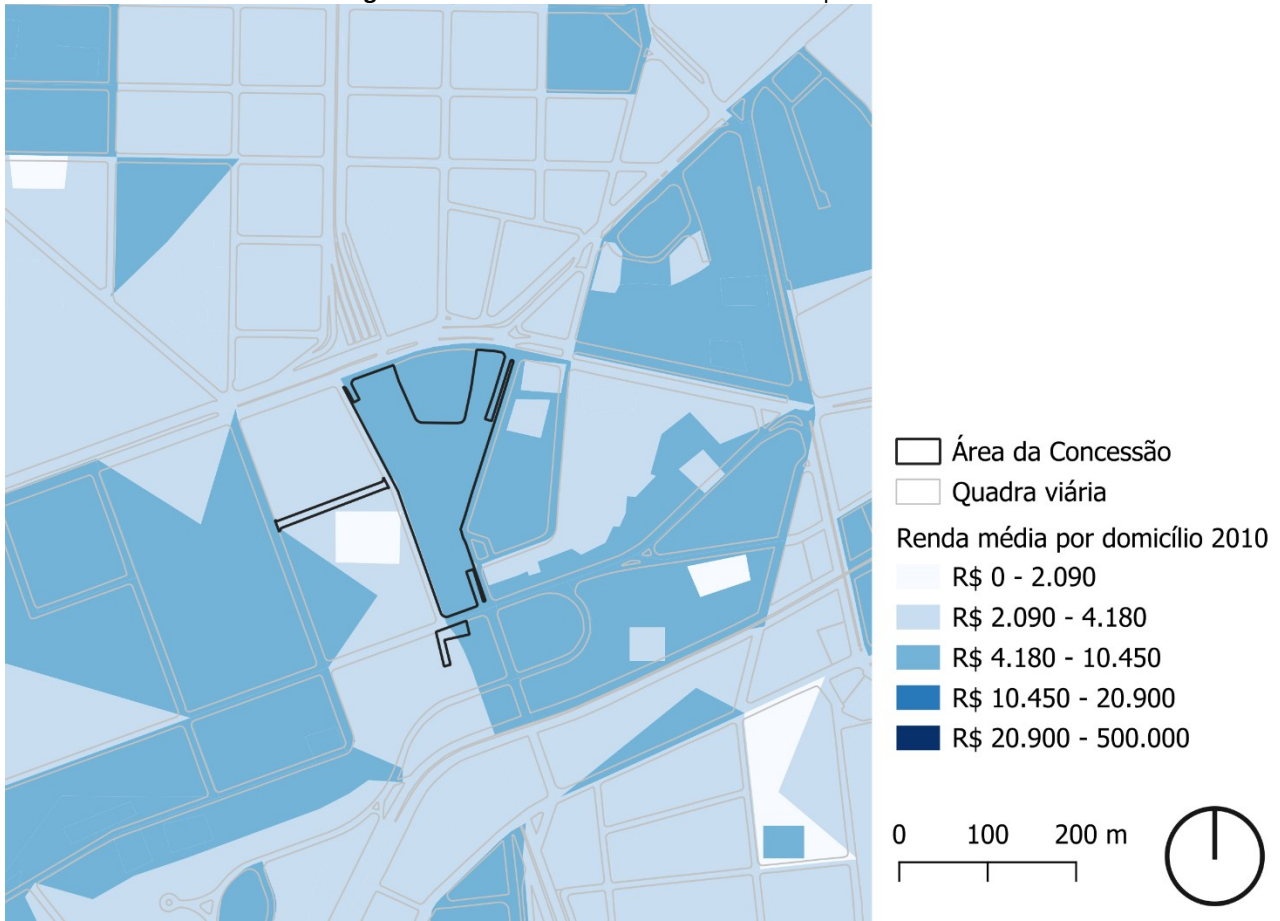 Área da Concessão
Quadra viária
Renda média por domicílio 2010
R$ 0 - 2.090
R$ 2.090 - 4.180
R$ 4.180 - 10.450
R$ 10.450 - 20.900
R$ 20.900 - 500.000
0 100 200 m